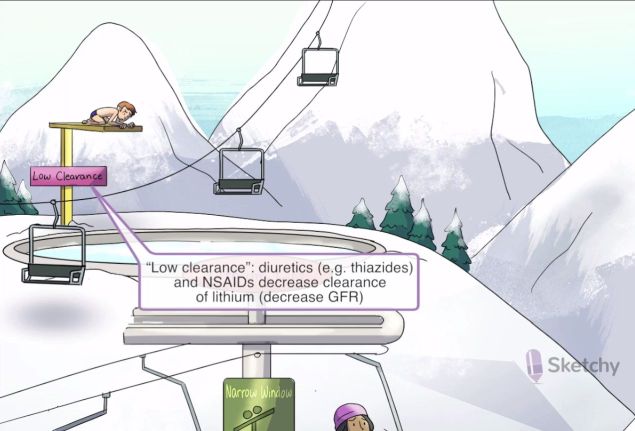 Low Clearance
"Low clearance": diuretics (e.g. thiazides)
and NSAIDs decrease clearance
of lithium (decrease GFR)
Sketchy
Narrow Window